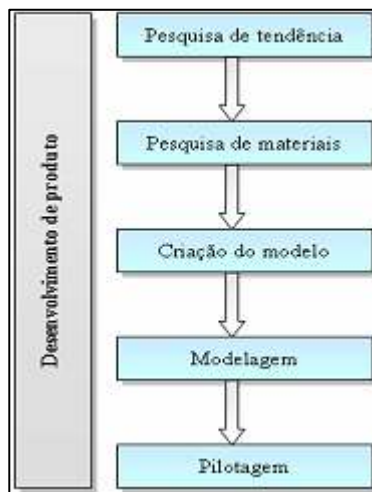 Desenvolvimento de produto
Pesquisa de tendência
Pesquisa de materiais
Criação do modelo
Modelagem
Pilotagem